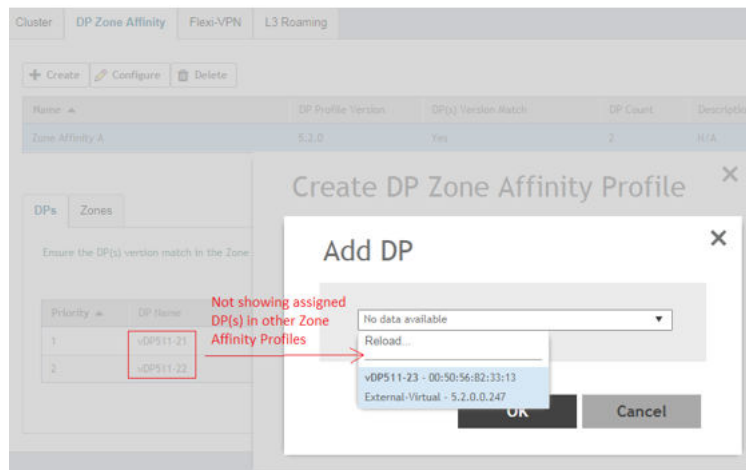 Cluster DP Zone Affinity Flexi-VPN L3 Roaming
+ Create Configure Delete
Name DP Profile Version DP(s) Version Match DP Count Descriptio
Zone Affinity A 5.2.0 Yes 2 N/A
Create DP Zone Affinity Profile
DPs Zones
Ensure the DP(s) version match in the Zone
Add DP
Priority DP Name
1 vDP511-21
2 vDP511-22
Not showing assigned
DP(s) in other Zone
Affinity Profiles
No data available
Reload...
vDP511-23 - 00:50:56:82:33:13
External-Virtual - 5.2.0.0.247
OK Cancel